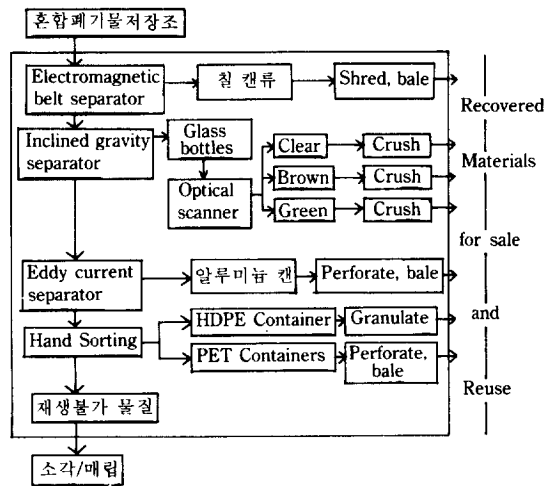 혼합폐기물저장조
Electromagnetic
belt separator
칠 캔류
Shred, bale
Recovered
Inclined gravity
separator
Glass
bottles
Optical
scanner
Clear
Crush
Brown
Crush
Green
Crush
Materials
for sale
Eddy current
separator
알루미늄 캔
Perforate, bale
and
Hand Sorting
HDPE Container
Granulate
PET Containers
Perforate,
bale
Reuse
재생불가 물질
소각/매립